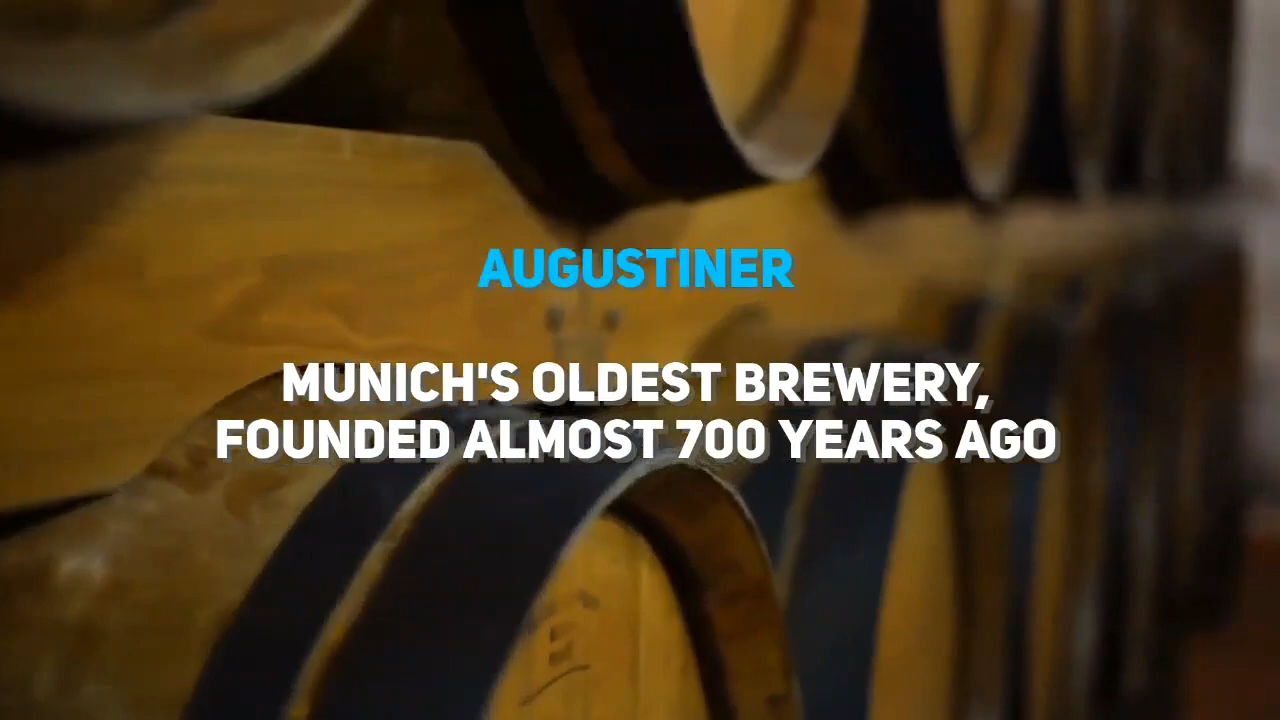 AUGUSTINER
MUNICH'S OLDEST BREWERY,
FOUNDED ALMOST 700 YEARS AGO